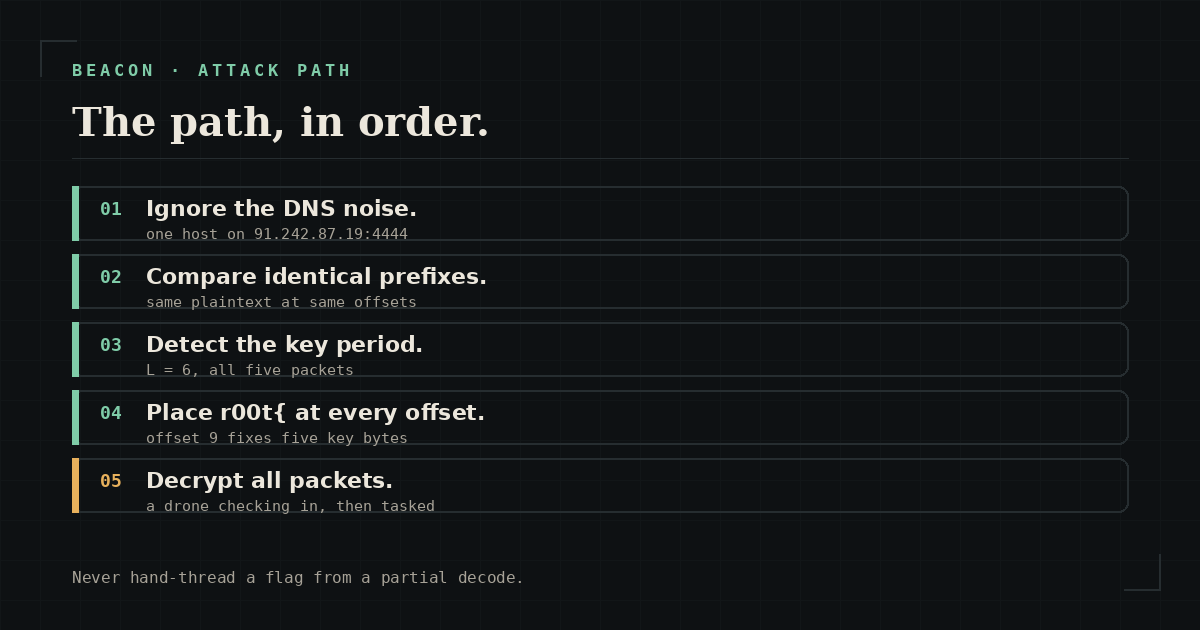 BEACON · ATTACK PATH
The path, in order.
01 Ignore the DNS noise.
one host on 91.242.87.19:4444
02 Compare identical prefixes.
same plaintext at same offsets
03 Detect the key period.
L = 6, all five packets
04 Place r00t{ at every offset.
offset 9 fixes five key bytes
05 Decrypt all packets.
a drone checking in, then tasked
Never hand-thread a flag from a partial decode.